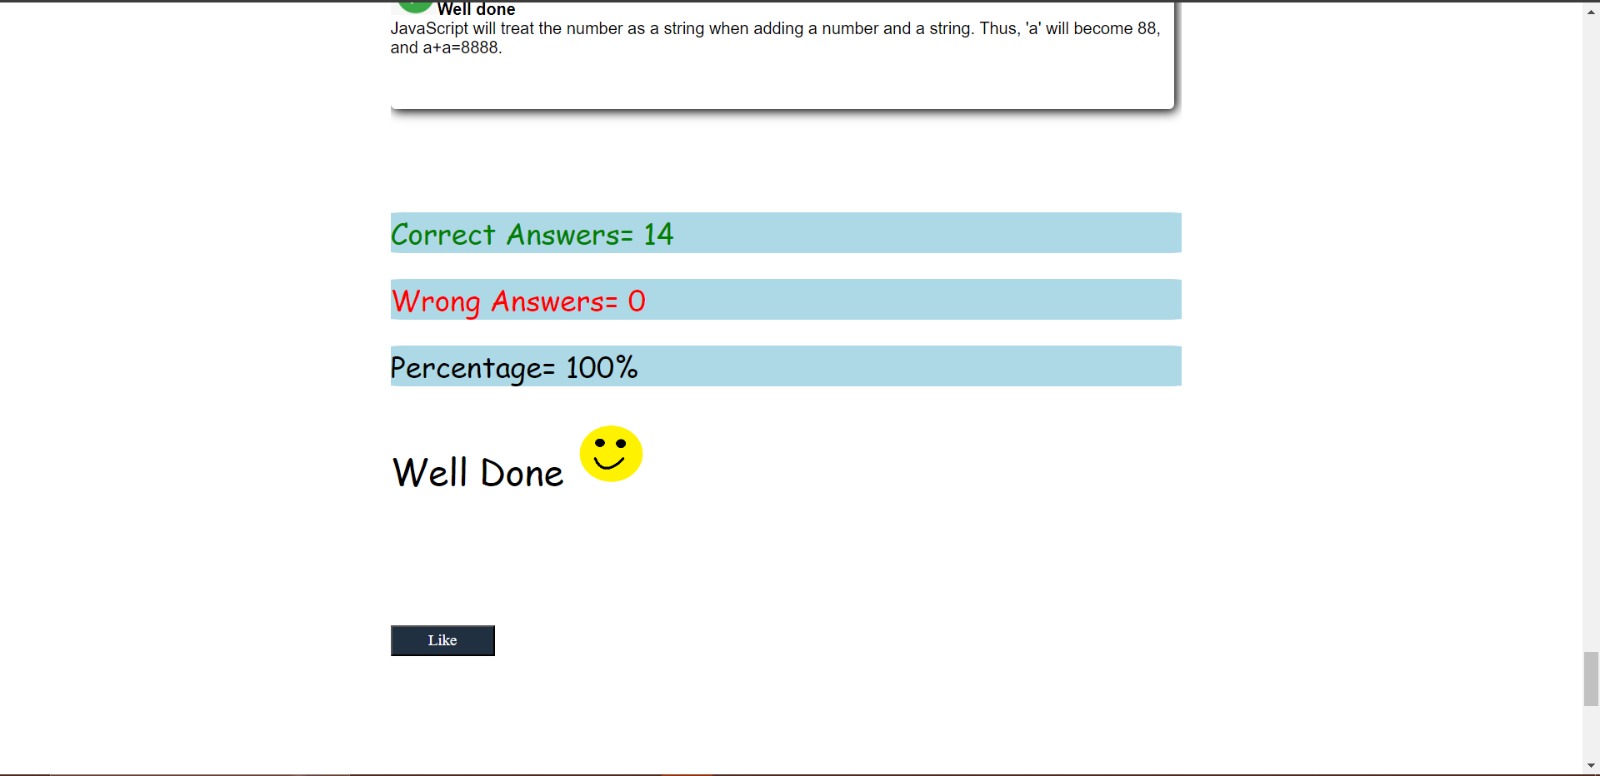 Well done
JavaScript will treat the number as a string when adding a number and a string. Thus, 'a' will become 88,
and a+a=8888.
Correct Answers= 14
Wrong Answers= 0
Percentage= 100%
Well Done
Like